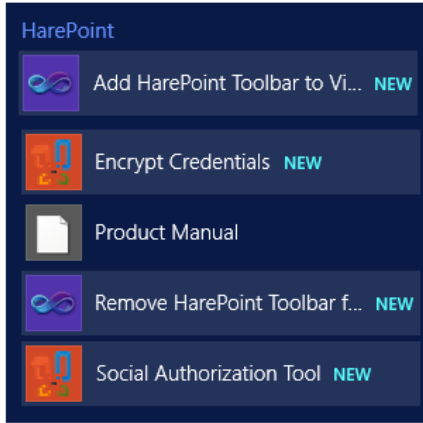 HarePoint
Add HarePoint Toolbar to Vi... NEW
Encrypt Credentials NEW
Product Manual
Remove HarePoint Toolbar f... NEW
Social Authorization Tool NEW